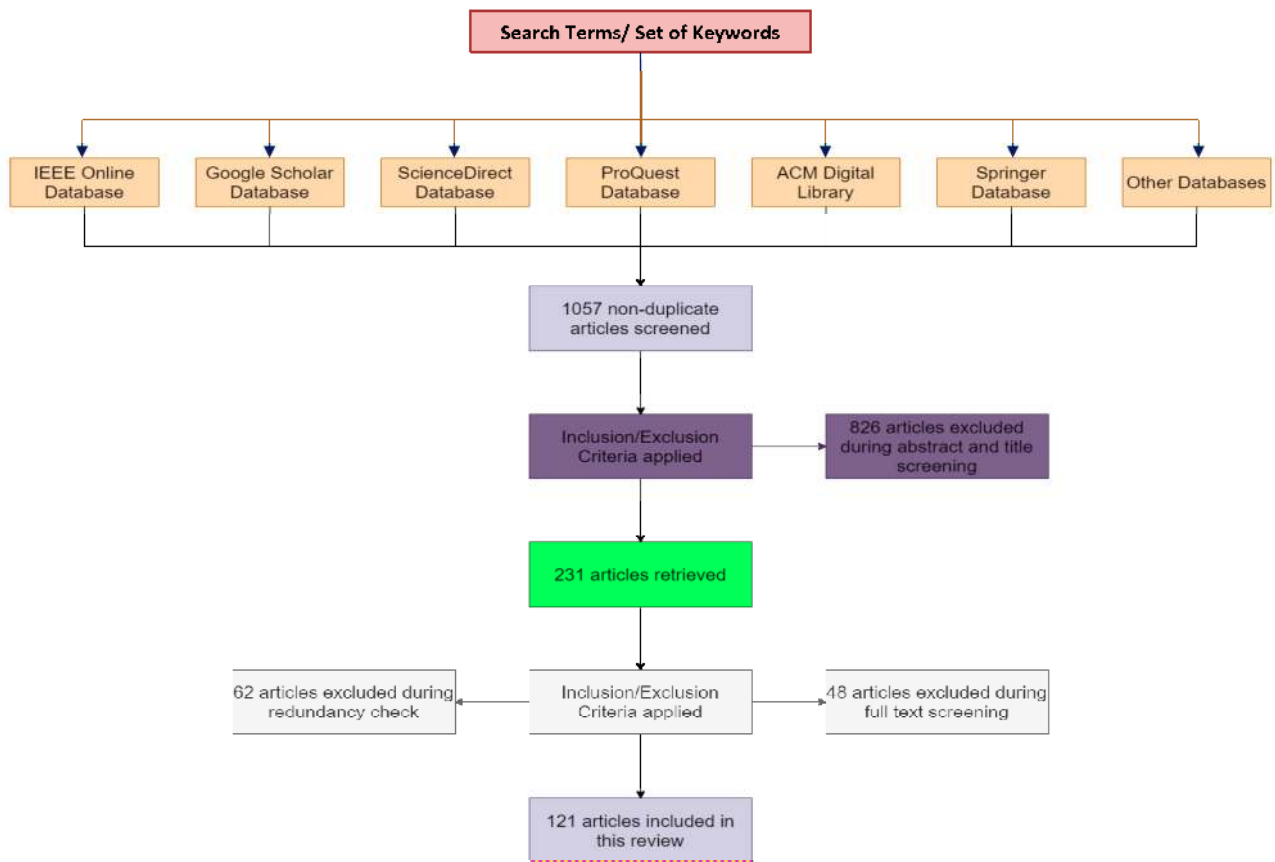 Search Terms/ Set of Keywords
IEEE Online
Database
Google Scholar
Database
ScienceDirect
Database
ProQuest
Database
ACM Digital
Library
Springer
Database
Other Databases
1057 non-duplicate
articles screened
Inclusion/Exclusion
Criteria applied
826 articles excluded
during abstract and title
screening
231 articles retrieved
62 articles excluded during
redundancy check
Inclusion/Exclusion
Criteria applied
48 articles excluded during
full text screening
121 articles included in
this review